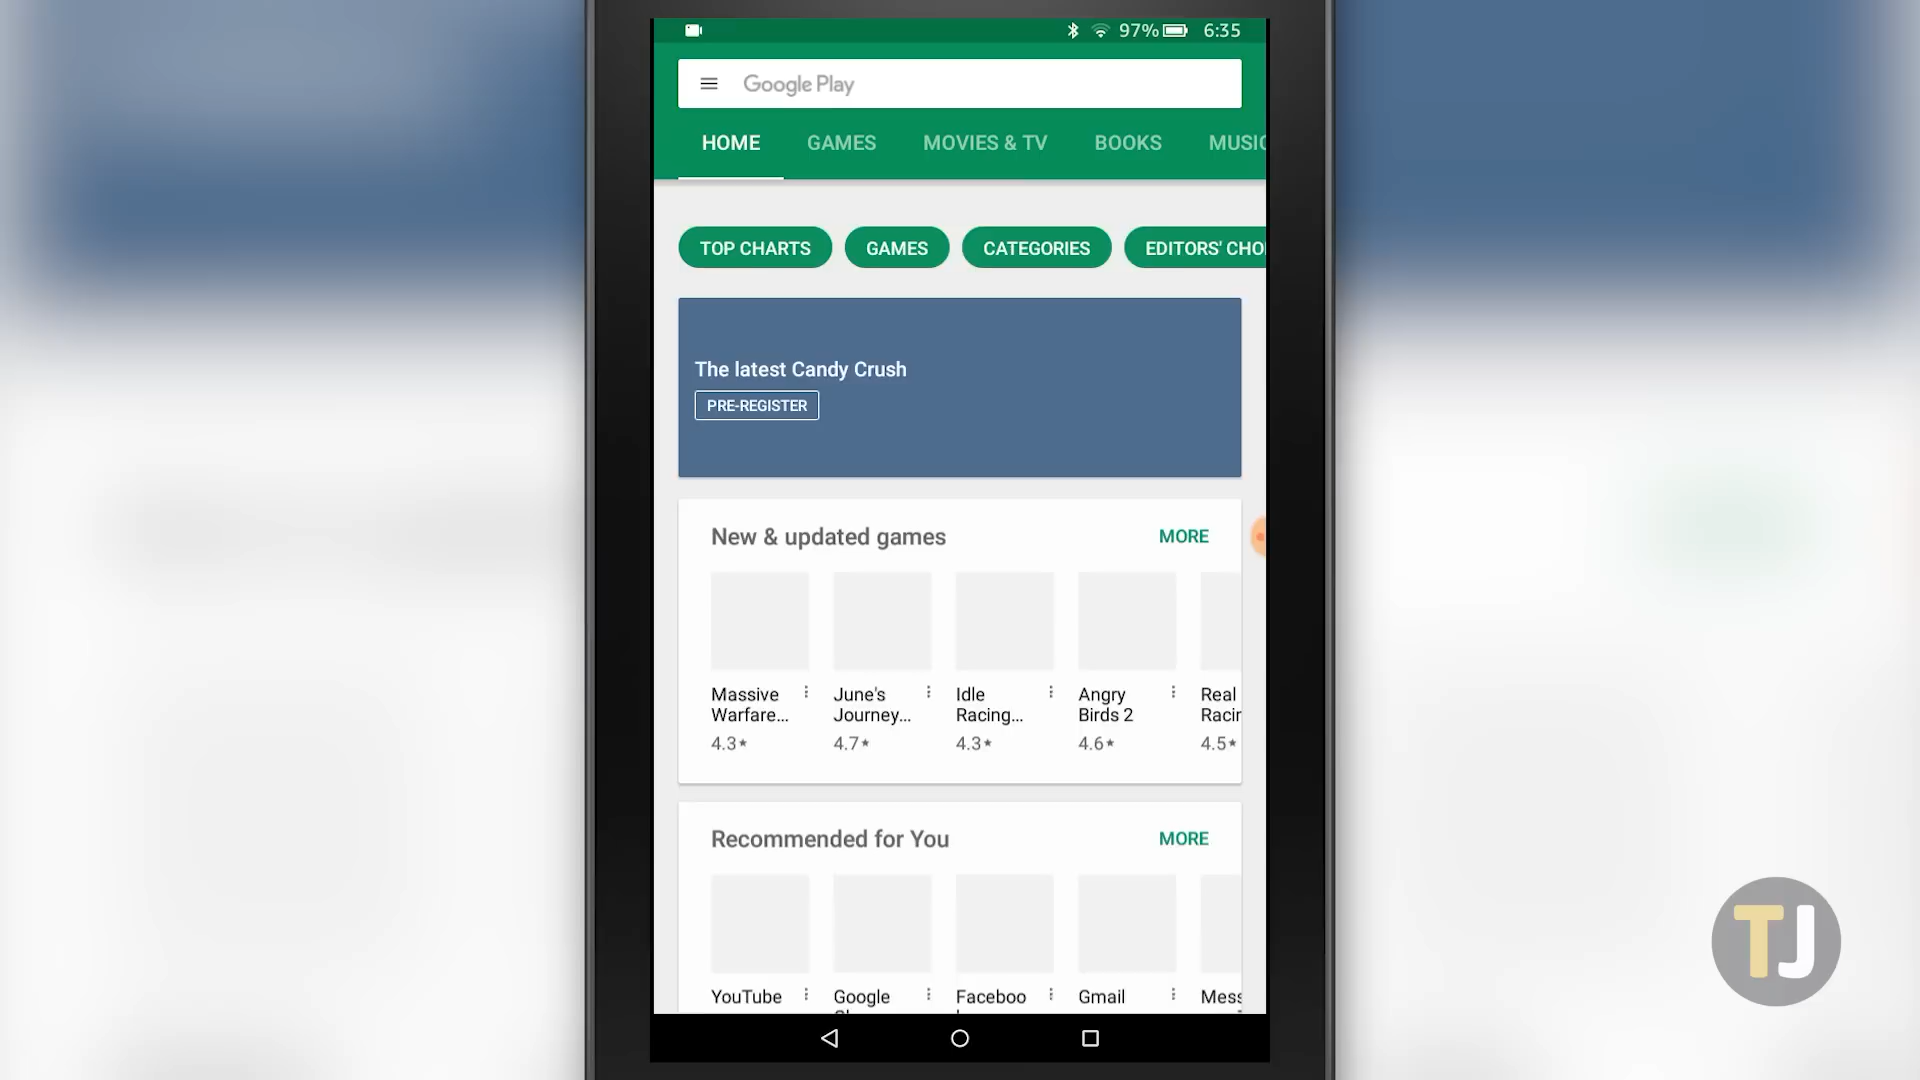 97% 6:35
Google Play
HOME GAMES MOVIES & TV BOOKS MUSIC
TOP CHARTS GAMES CATEGORIES EDITORS' CHO
The latest Candy Crush
PRE-REGISTER
New & updated games MORE
Massive June's Idle Angry Real
Warfare... Journey... Racing... Birds 2 Racin
4.3★ 4.7★ 4.3★ 4.6★ 4.5★
Recommended for You MORE
YouTube Google Faceboo Gmail Mess
TJ